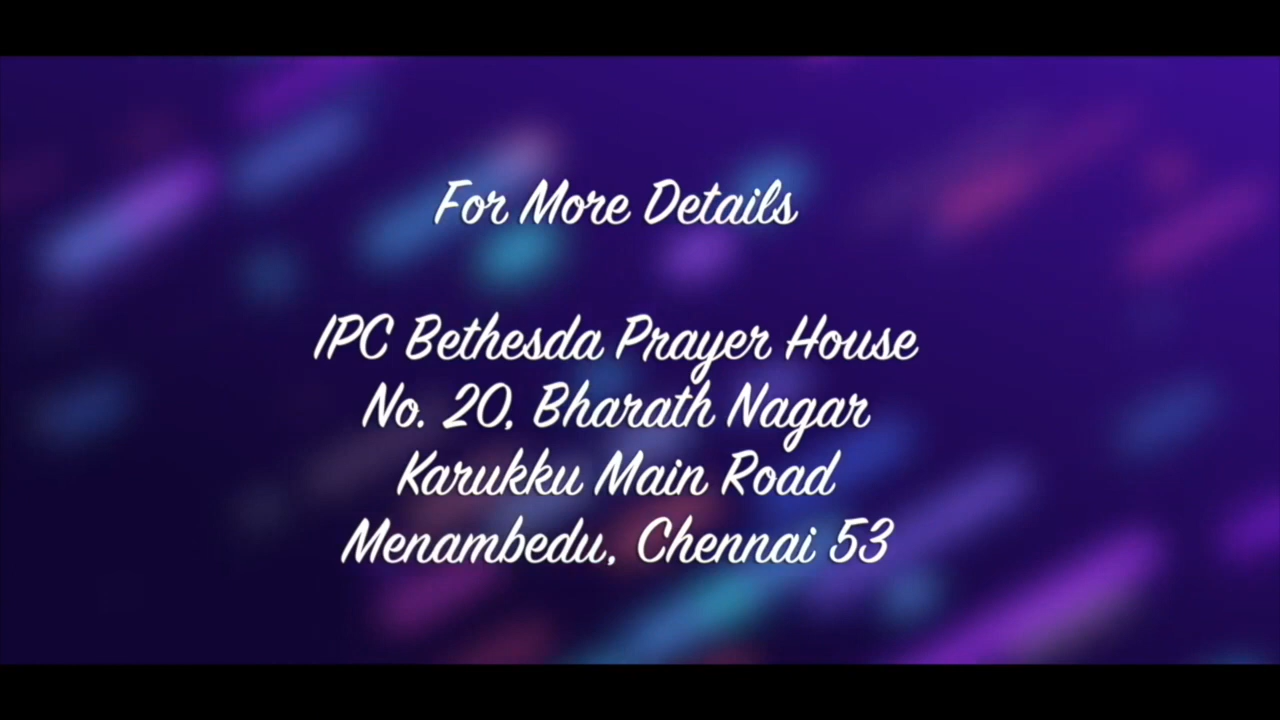 For More Details
IPC Bethesda Prayer House
No. 20, Bharath Nagar
Karukku Main Road
Menambedu, Chennai 53